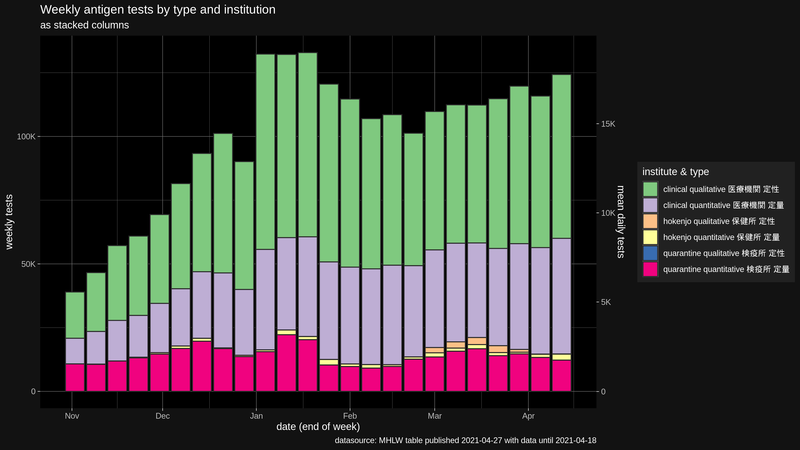 Weekly antigen tests by type and institution
as stacked columns
weekly tests
100K
50K
0
15K
10K
5K
0
mean daily tests
Nov
Dec
Jan
Feb
Mar
Apr
date (end of week)
datasource: MHLW table published 2021-04-27 with data until 2021-04-18
institute & type
clinical qualitative 医療機関 定性
clinical quantitative 医療機関 定量
hokenjo qualitative 保健所 定性
hokenjo quantitative 保健所 定量
quarantine qualitative 検疫所 定性
quarantine quantitative 検疫所 定量